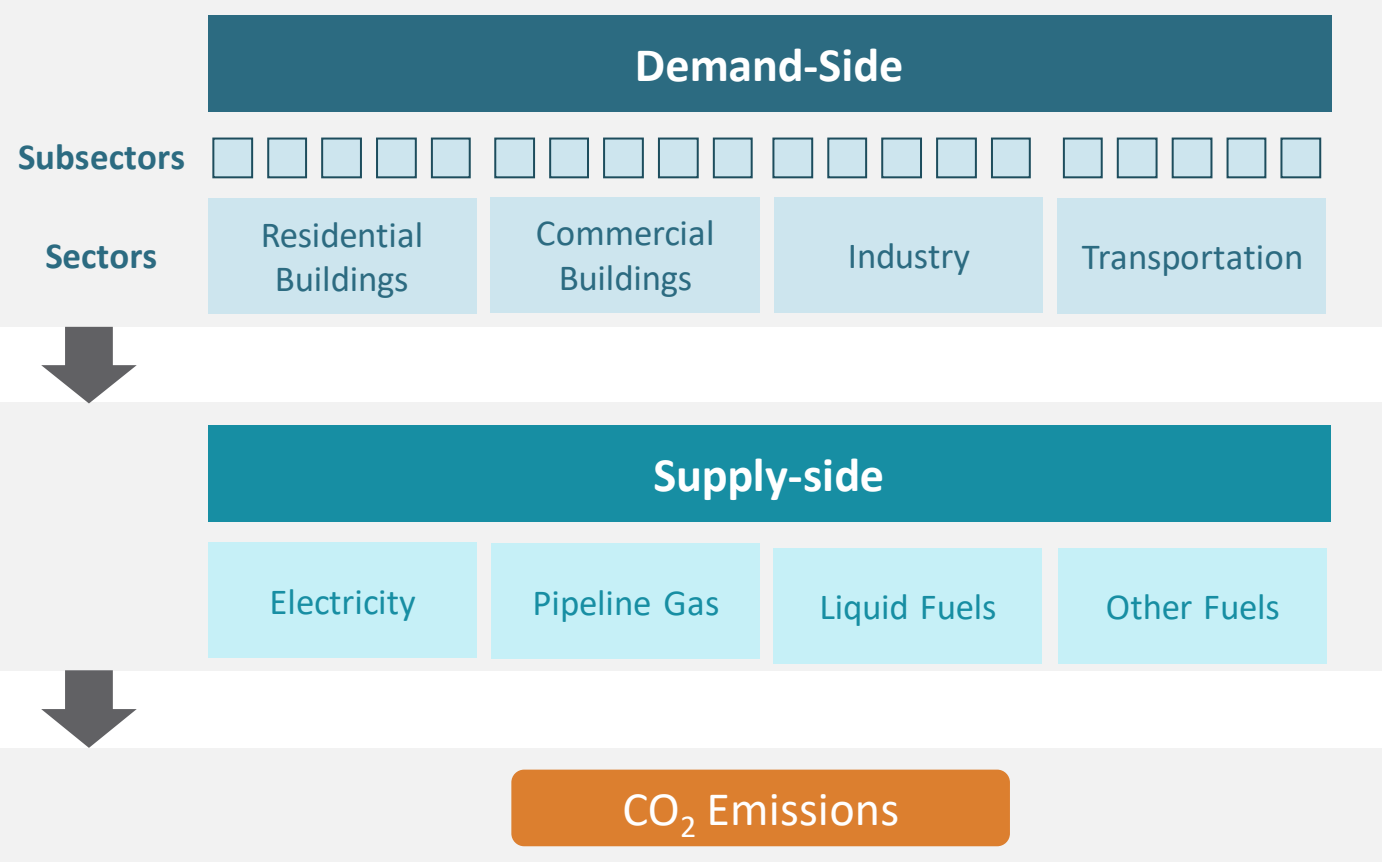 Demand-Side
Subsectors
Sectors
Residential
Buildings
Commercial
Buildings
Industry
Transportation
Supply-side
Electricity
Pipeline Gas
Liquid Fuels
Other Fuels
CO₂ Emissions